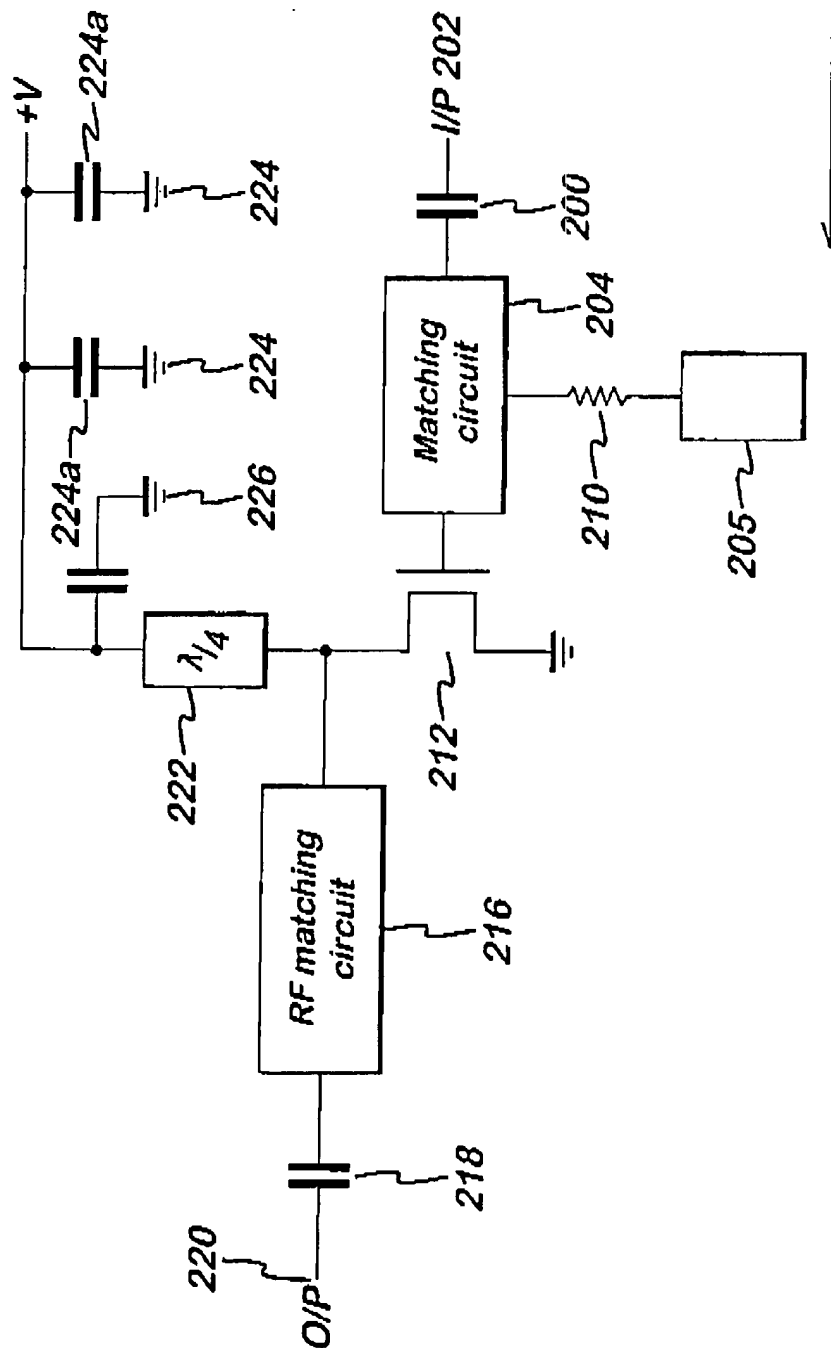 +V
224a
224
I/P 202
200
224a
224
Matching
circuit
204
226
210
205
λ/4
222
212
RF matching
circuit
216
218
220
O/P